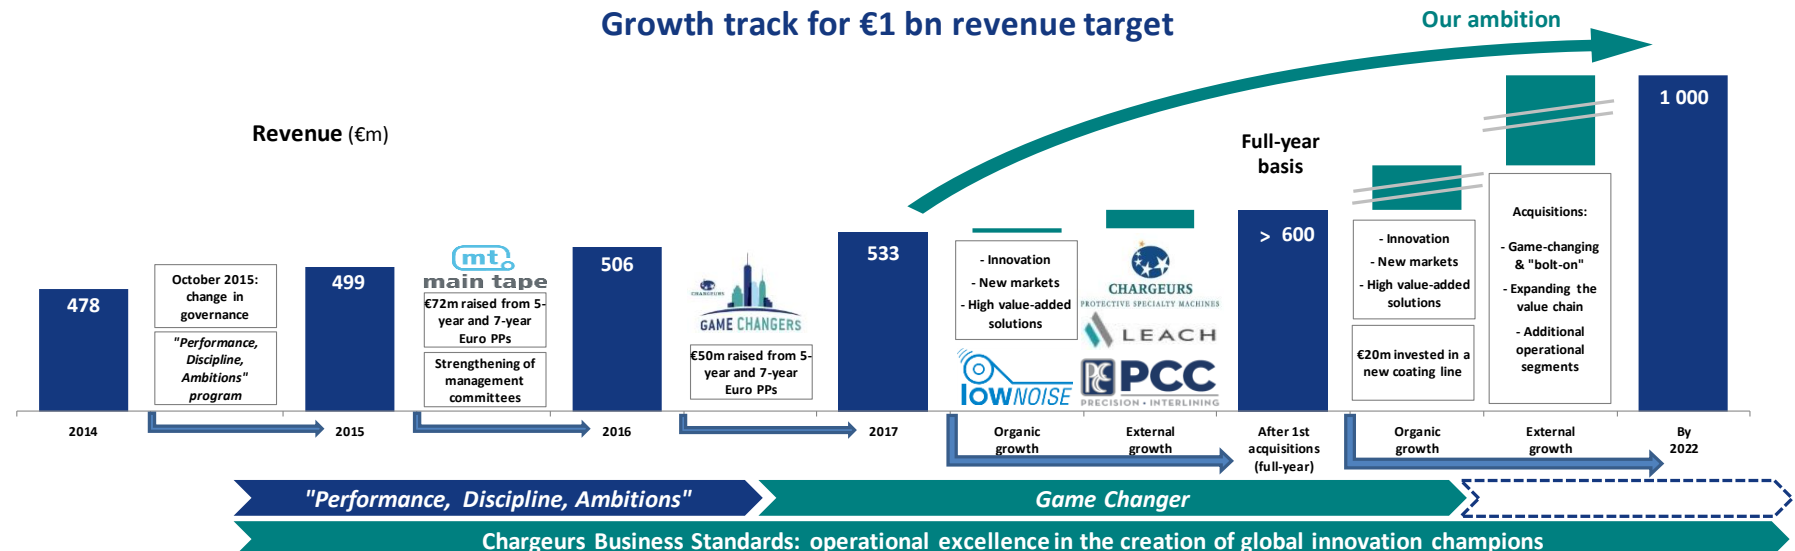 Growth track for €1 bn revenue target
Our ambition
Revenue (€m)
478
2014
October 2015:
change in
governance
"Performance,
Discipline,
Ambitions"
program
499
2015
mt
main tape
€72m raised from 5-
year and 7-year
Euro PPs
Strengthening of
management
committees
506
2016
CHARGEURS
GAME CHANGERS
€50m raised from 5-
year and 7-year
Euro PPs
533
2017
- Innovation
- New markets
- High value-added
solutions
lowNOISE
Organic
growth
CHARGEURS
PROTECTIVE SPECIALTY MACHINES
LEACH
PCC
PRECISION • INTERLINING
External
growth
Full-year
basis
> 600
After 1st
acquisitions
(full-year)
- Innovation
- New markets
- High value-added
solutions
€20m invested in a
new coating line
Organic
growth
Acquisitions:
- Game-changing
& "bolt-on"
- Expanding the
value chain
- Additional
operational
segments
External
growth
1 000
By
2022
"Performance, Discipline, Ambitions"
Game Changer
Chargeurs Business Standards: operational excellence in the creation of global innovation champions